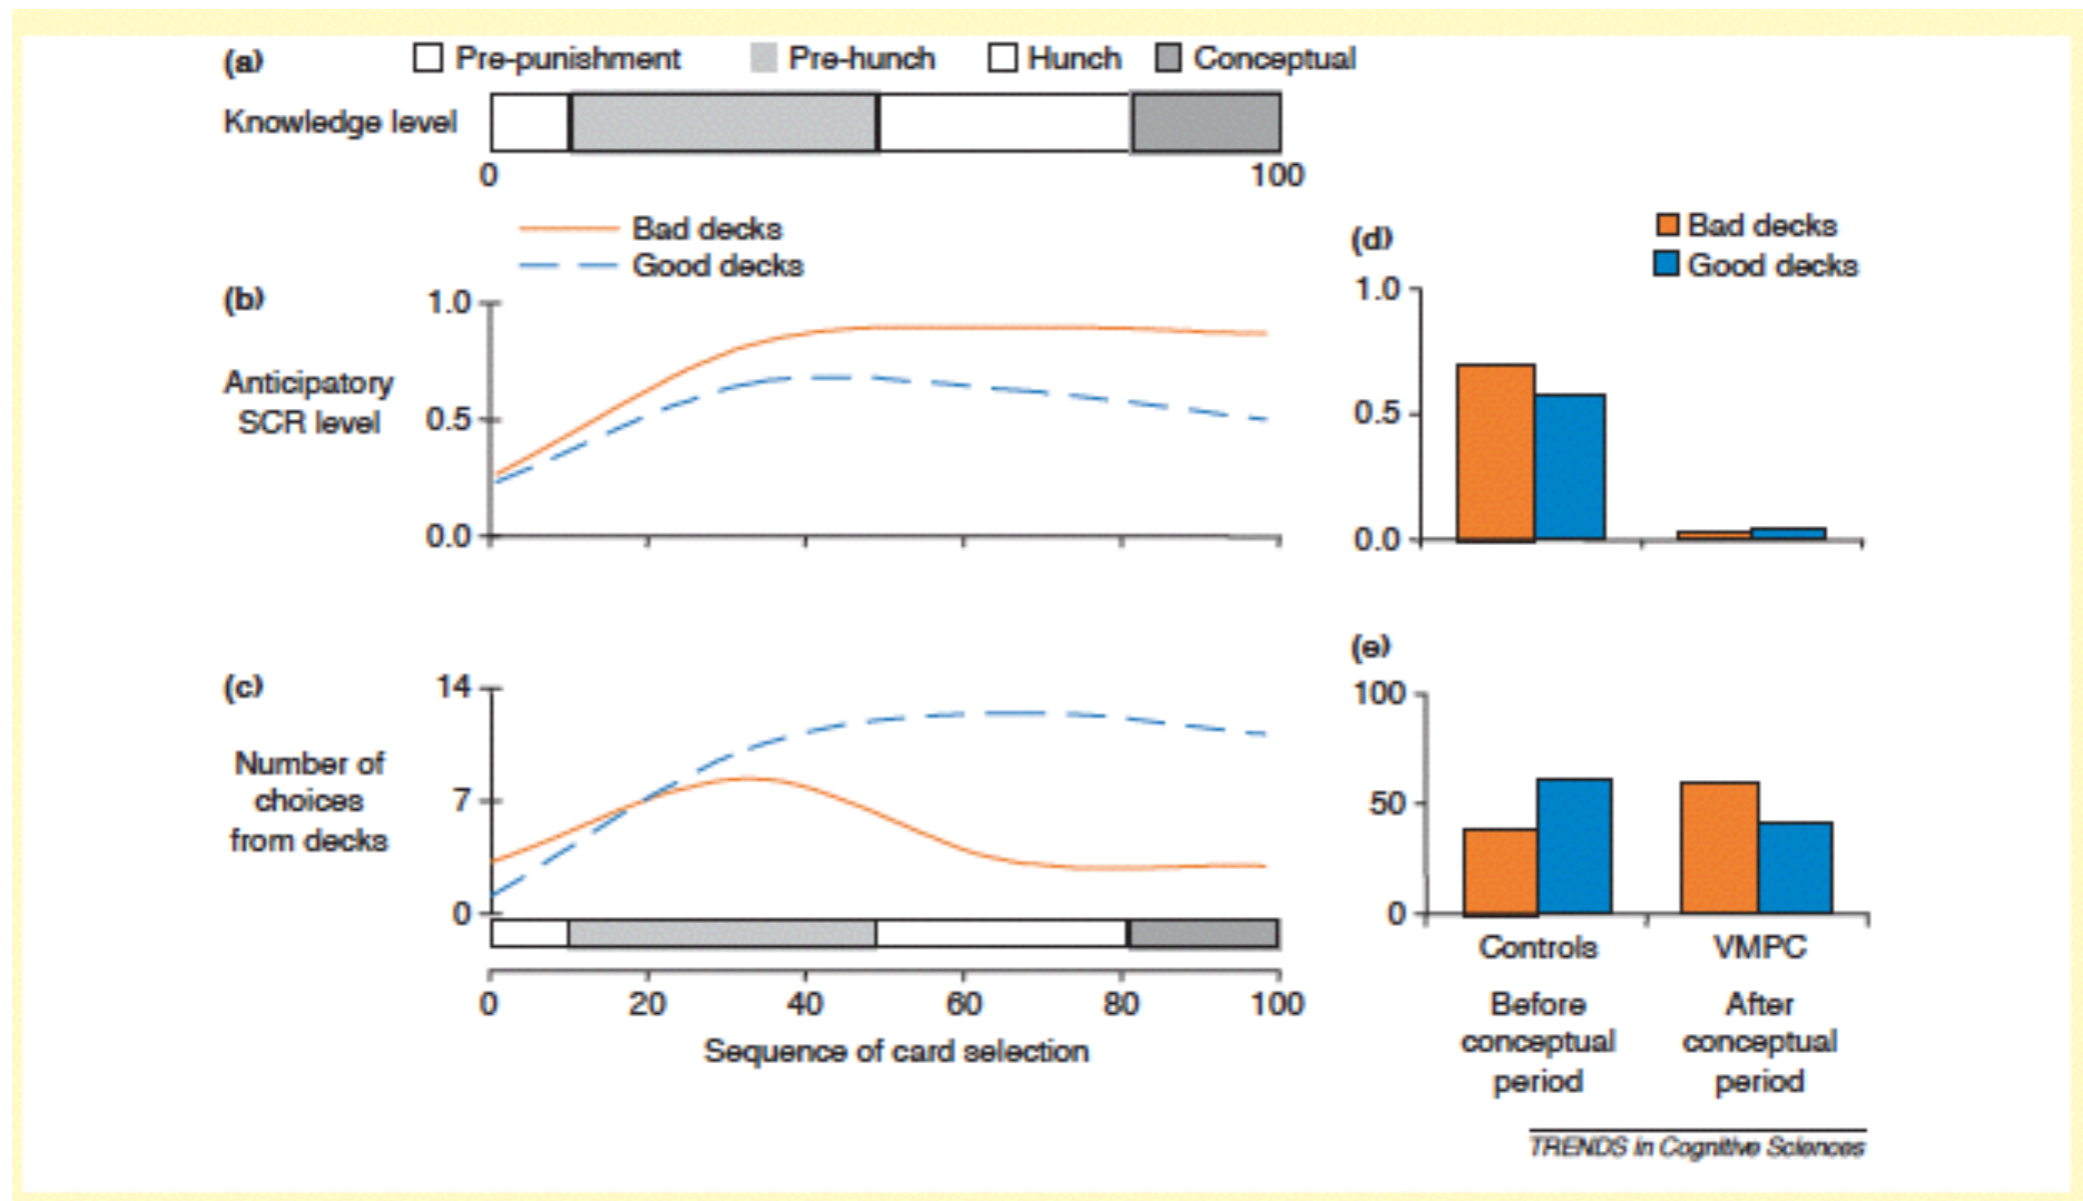 (a)
Pre-punishment Pre-hunch Hunch Conceptual
Knowledge level
0 100
Bad decks
Good decks
(b)
1.0
Anticipatory
SCR level
0.5
0.0
(d)
Bad decks
Good decks
1.0
0.5
0.0
(c)
14
Number of
choices
from decks
7
0
0 20 40 60 80 100
Sequence of card selection
(e)
100
50
0
Controls VMPC
Before After
conceptual conceptual
period period
TRENDS in Cognitive Sciences